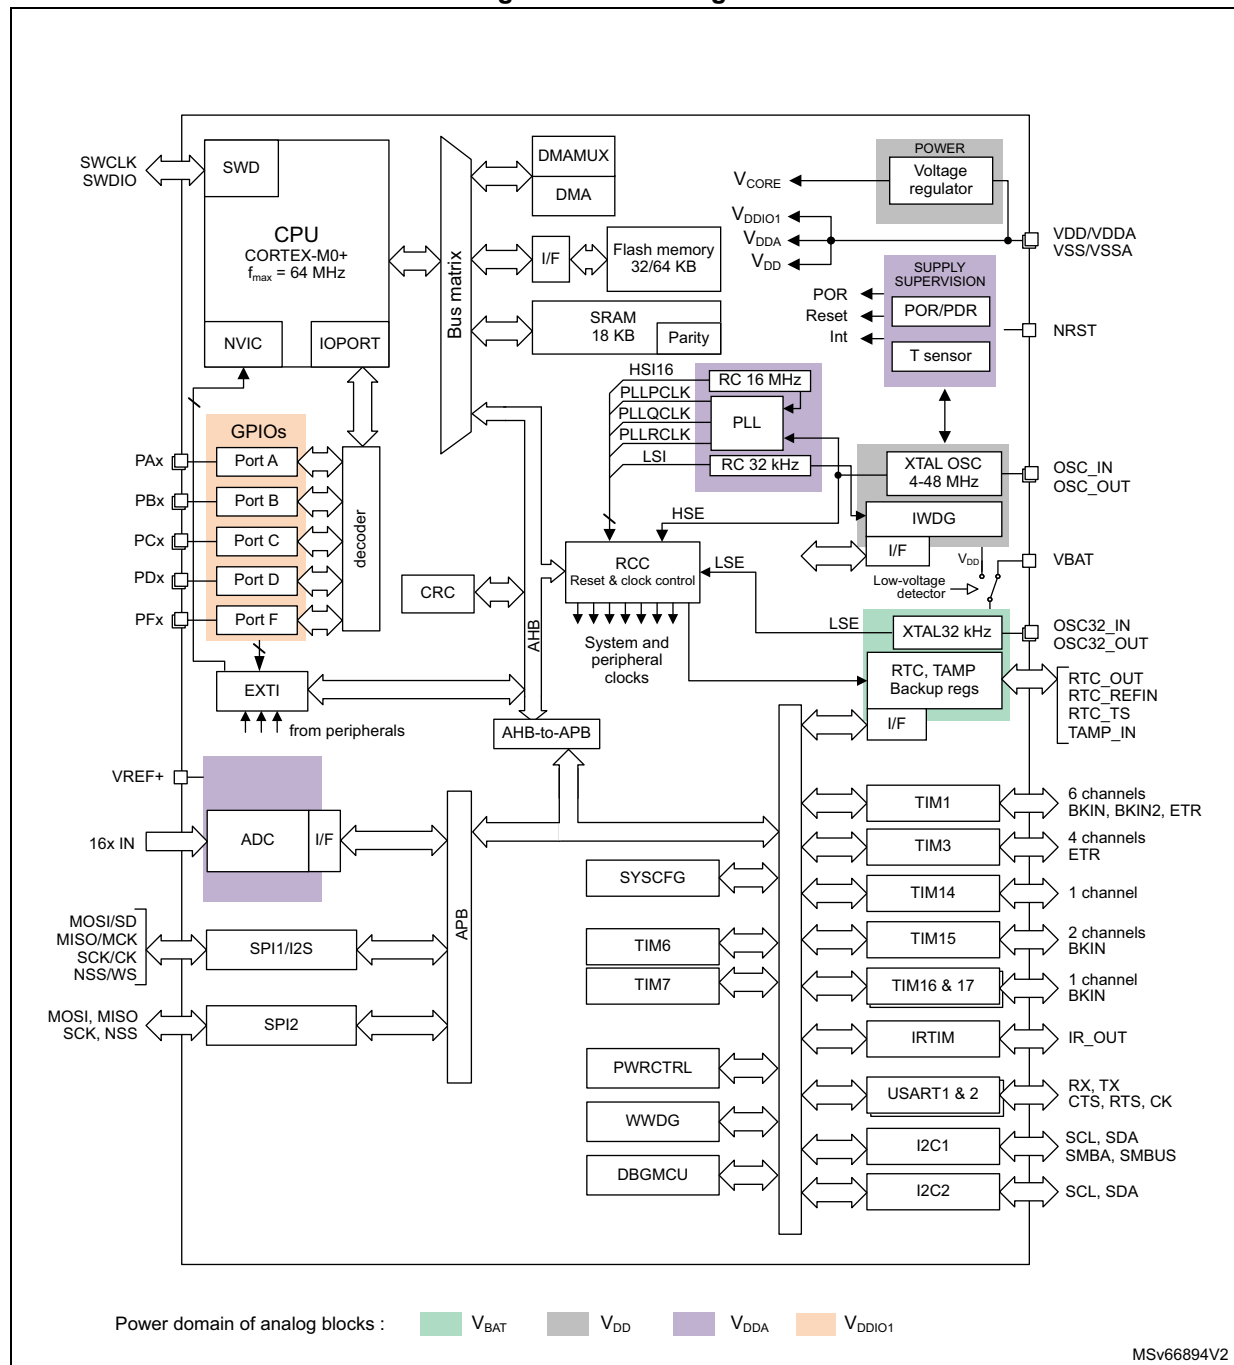 SWCLK
SWDIO
SWD
CPU
CORTEX-M0+
fmax = 64 MHz
NVIC
IOPORT
Bus matrix
DMAMUX
DMA
I/F
Flash memory
32/64 KB
SRAM
18 KB
Parity
POWER
Voltage
regulator
VCORE
VDDIO1
VDDA
VDD
VDD/VDDA
VSS/VSSA
SUPPLY
SUPERVISION
POR/PDR
T sensor
POR
Reset
Int
NRST
HSI16
PLLPCLK
PLLQCLK
PLLRCLK
LSI
RC 16 MHz
PLL
RC 32 kHz
XTAL OSC
4-48 MHz
IWDG
I/F
OSC_IN
OSC_OUT
HSE
VDD
VBAT
Low-voltage
detector
GPIOs
PAx
Port A
PBx
Port B
PCx
Port C
PDx
Port D
PFx
Port F
decoder
CRC
AHB
RCC
Reset & clock control
LSE
LSE
System and
peripheral
clocks
XTAL32 kHz
OSC32_IN
OSC32_OUT
RTC, TAMP
Backup regs
I/F
RTC_OUT
RTC_REFIN
RTC_TS
TAMP_IN
EXTI
from peripherals
AHB-to-APB
VREF+
16x IN
ADC
I/F
APB
MOSI/SD
MISO/MCK
SCK/CK
NSS/WS
SPI1/I2S
MOSI, MISO
SCK, NSS
SPI2
SYSCFG
TIM6
TIM7
PWRCTRL
WWDG
DBGMCU
TIM1
6 channels
BKIN, BKIN2, ETR
TIM3
4 channels
ETR
TIM14
1 channel
TIM15
2 channels
BKIN
TIM16 & 17
1 channel
BKIN
IRTIM
IR_OUT
USART1 & 2
RX, TX
CTS, RTS, CK
I2C1
SCL, SDA
SMBA, SMBUS
I2C2
SCL, SDA
Power domain of analog blocks :
VBAT
VDD
VDDA
VDDIO1
MSv66894V2